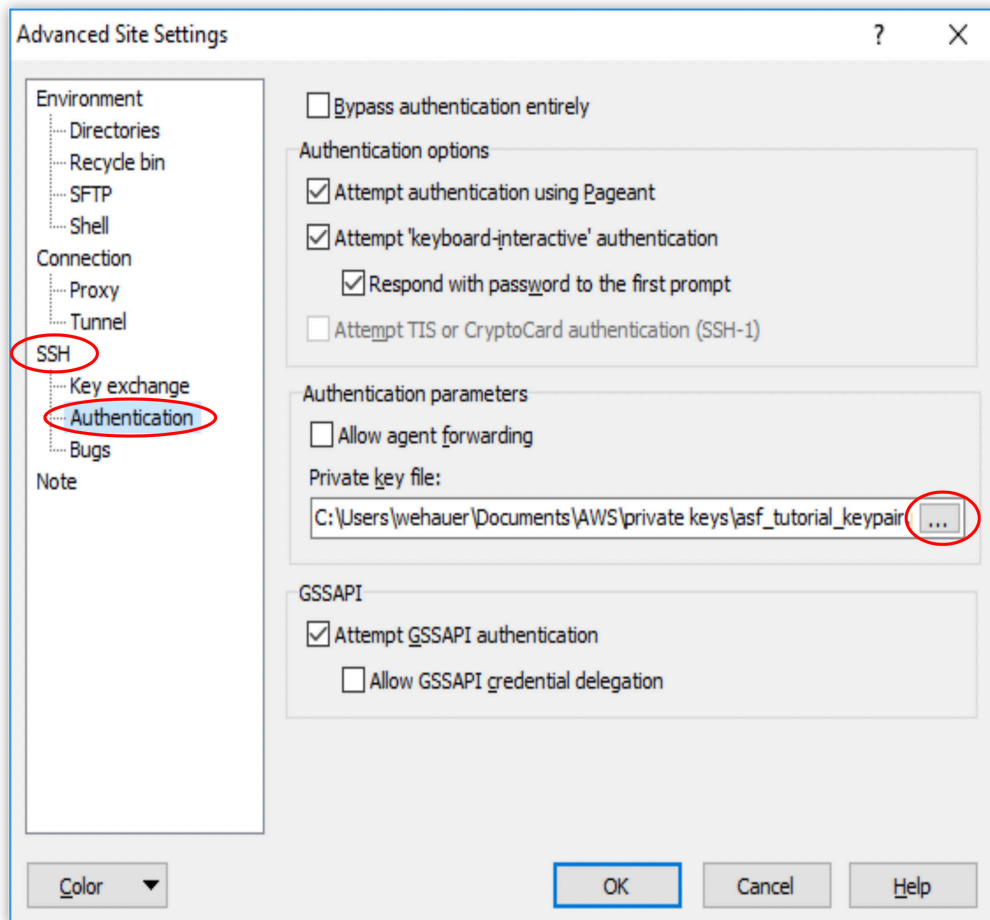 Advanced Site Settings
?
Environment
Directories
Recycle bin
SFTP
Shell
Connection
Proxy
Tunnel
SSH
Key exchange
Authentication
Bugs
Note
Bypass authentication entirely
Authentication options
Attempt authentication using Pageant
Attempt 'keyboard-interactive' authentication
Respond with password to the first prompt
Attempt TIS or CryptoCard authentication (SSH-1)
Authentication parameters
Allow agent forwarding
Private key file:
C:\Users\wehauer\Documents\AWS\private keys\asf_tutorial_keypair.
...
GSSAPI
Attempt GSSAPI authentication
Allow GSSAPI credential delegation
Color
OK
Cancel
Help